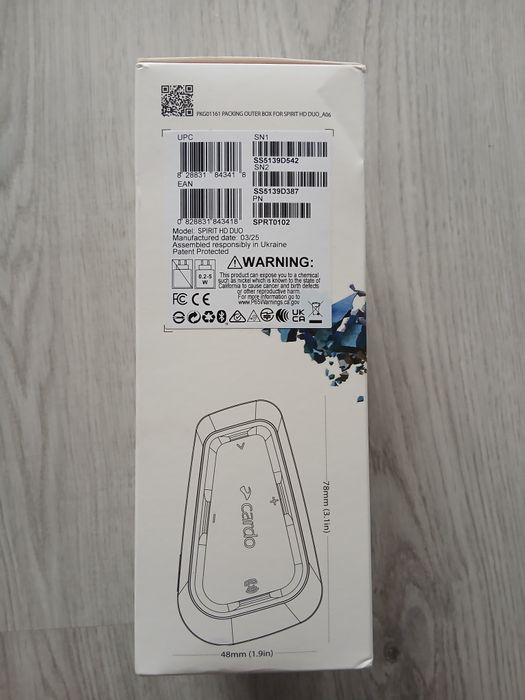 PKG01161 PACKING OUTER BOX FOR SPIRIT HD DUO_A06
UPC
8 28831 84341 8
EAN
0 828831 843418
SN1
SS5139D542
SN2
SS5139D387
PN
SPRT0102
Model: SPIRIT HD DUO
Manufactured date: 03/25
Assembled responsibly in Ukraine
Patent Protected
0.2-5
W
⚠WARNING:
This product can expose you to a chemical
such as nickel which is known to the state of
California to cause cancer and birth defects
or other reproductive harm.
For more information go to
www.P65Warnings.ca.gov
FC CE
UK
CA
cardo
78mm (3.1in)
48mm (1.9in)